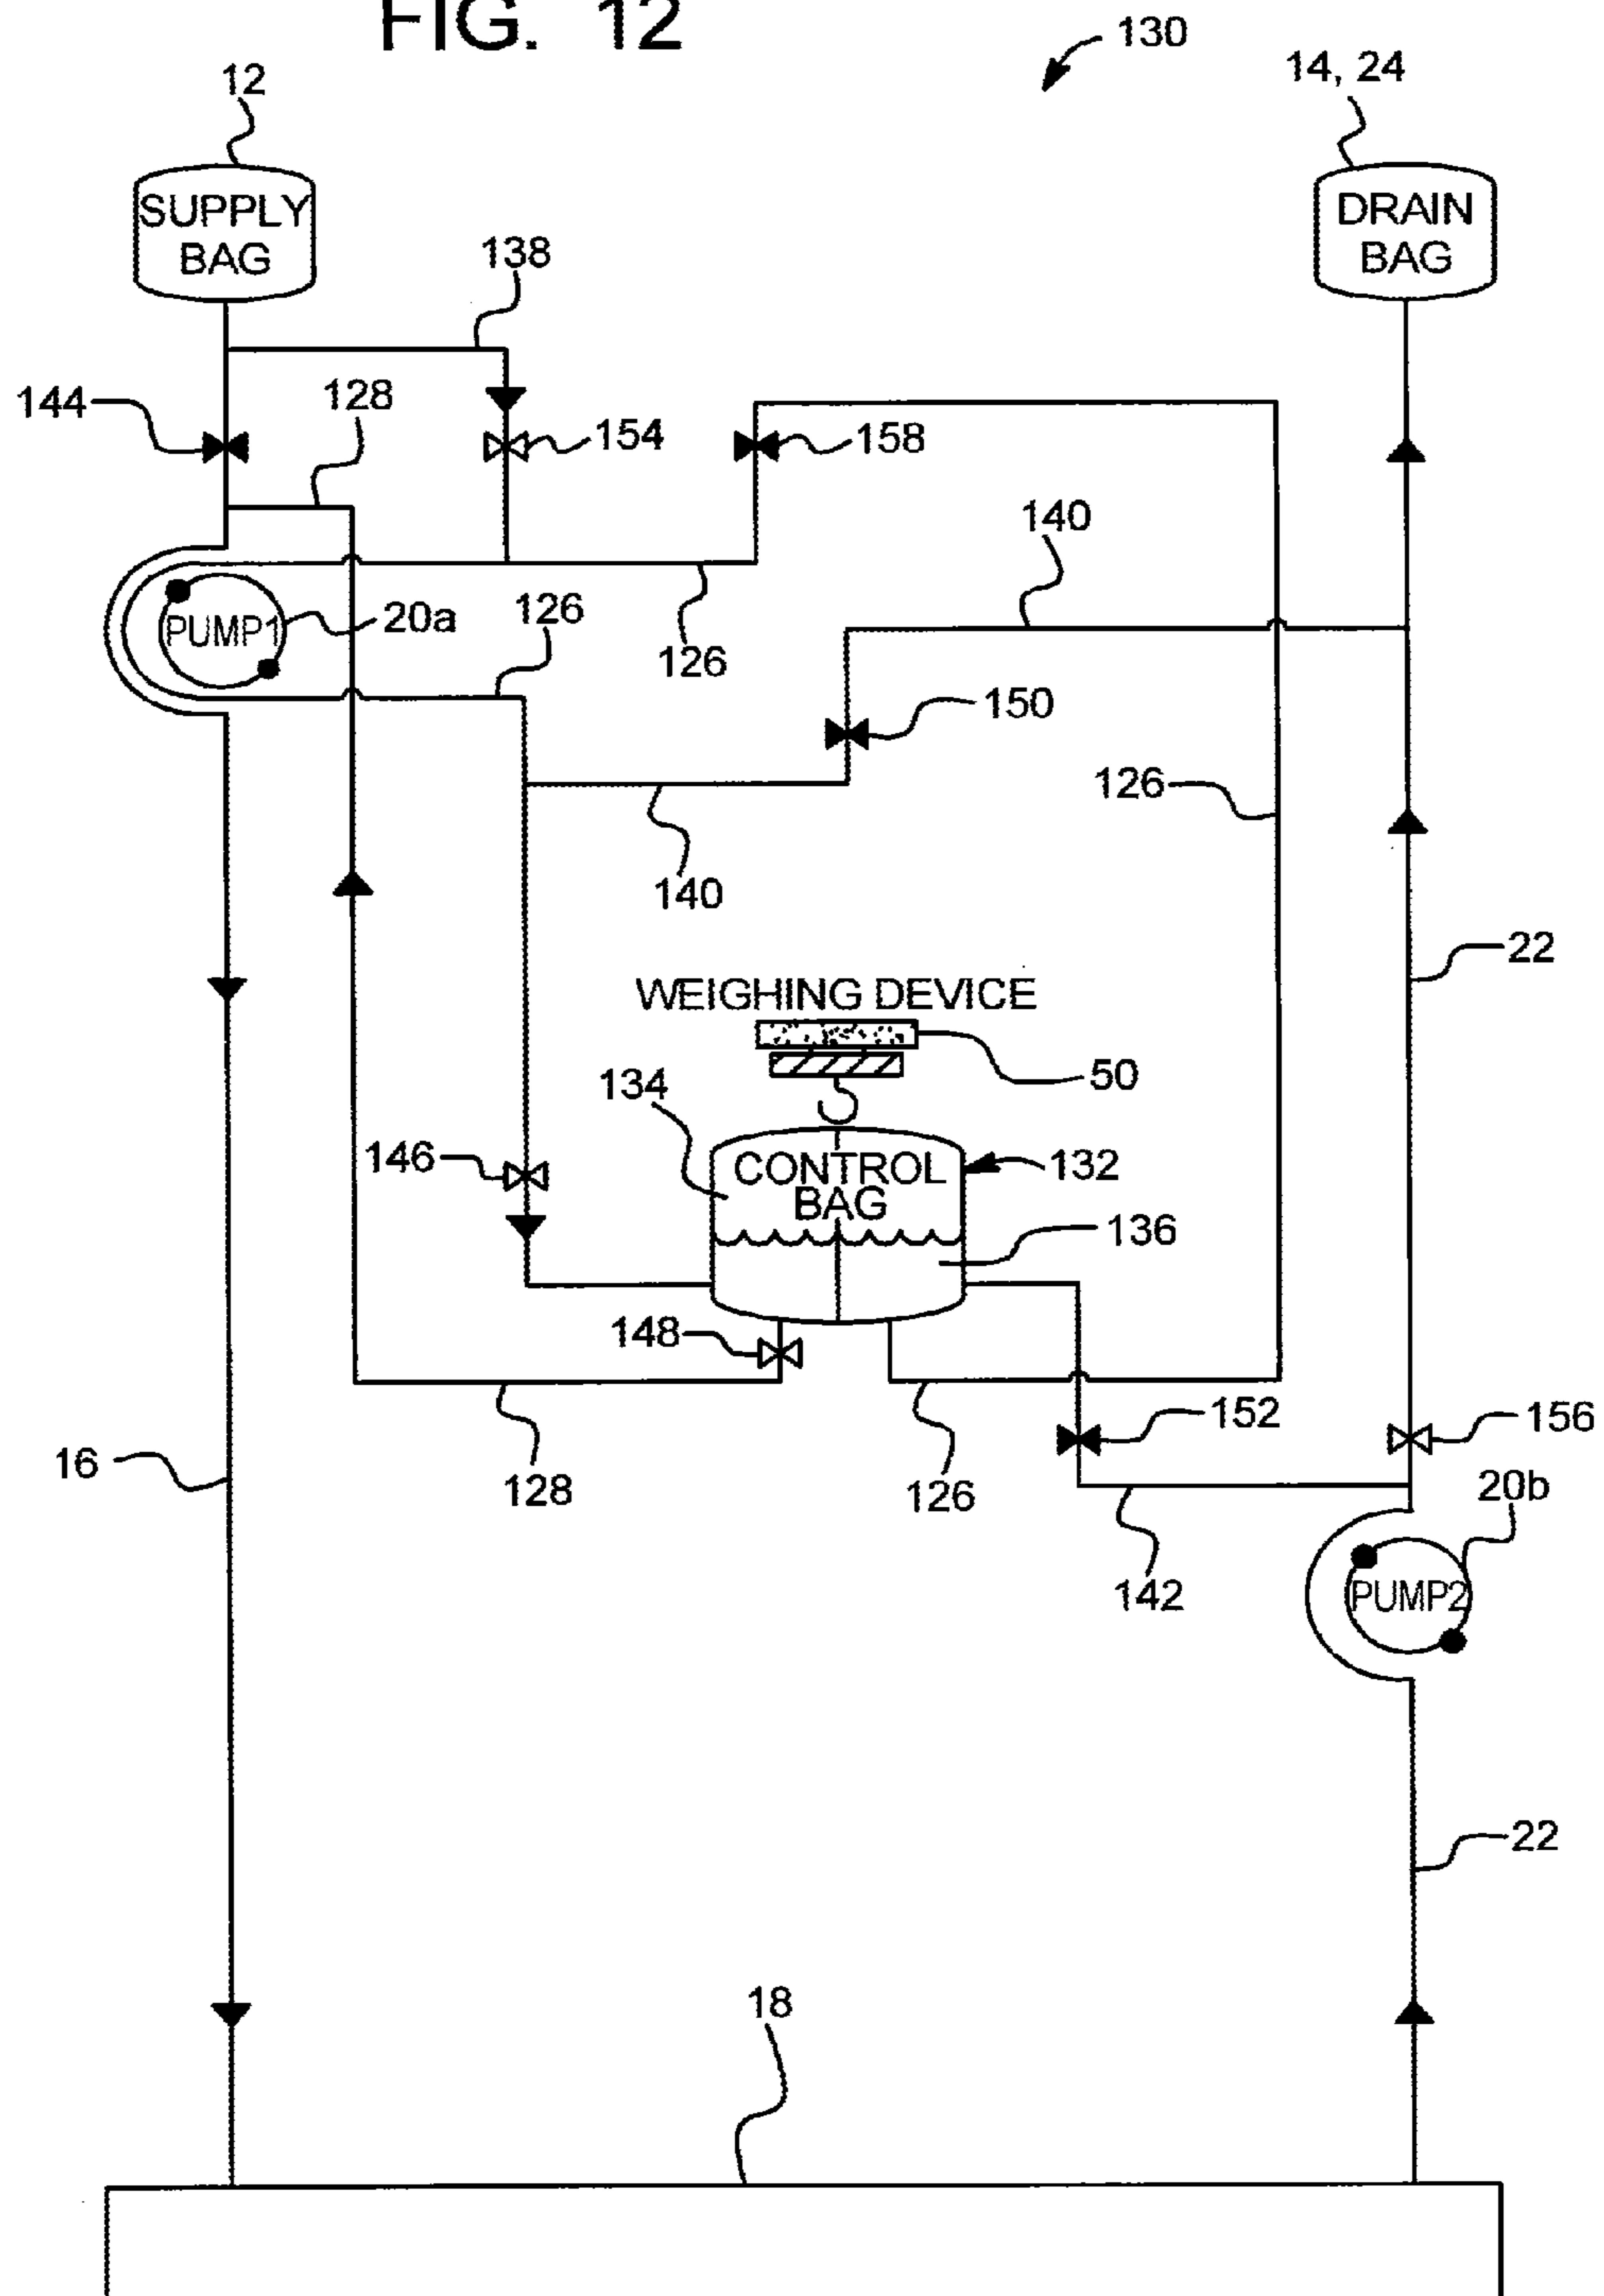 FIG. 12
130
12
14, 24
SUPPLY
BAG
DRAIN
BAG
138
144
128
154
158
140
PUMP1
20a
126
126
150
126
140
22
WEIGHING DEVICE
50
134
146
CONTROL
BAG
132
136
148
152
156
16
128
126
20b
142
PUMP2
22
18